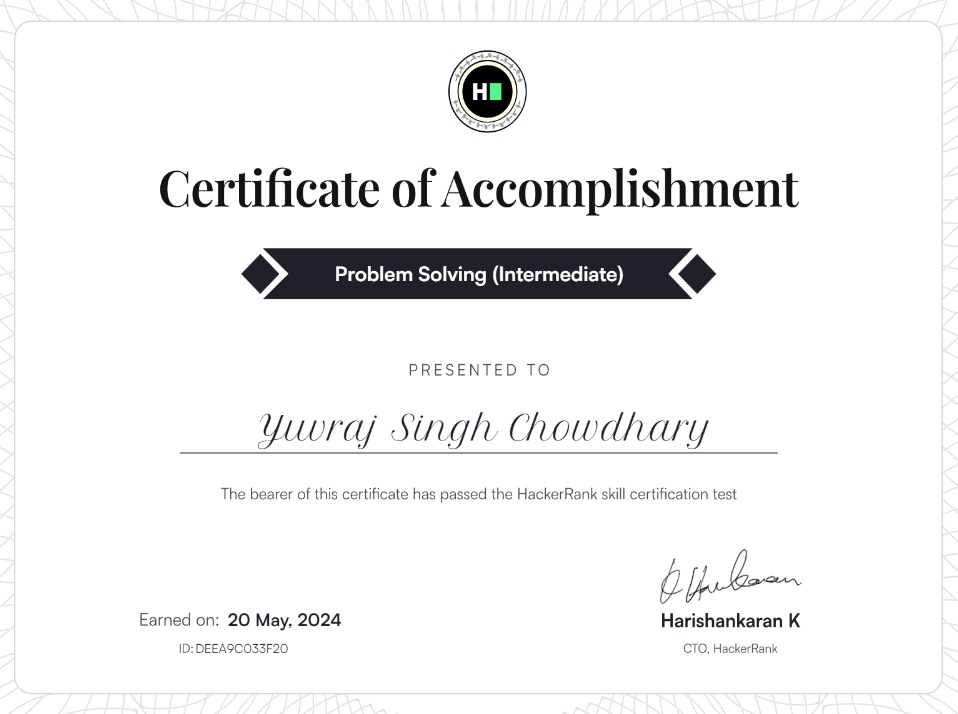 H
Certificate of Accomplishment
Problem Solving (Intermediate)
PRESENTED TO
Yuvraj Singh Chowdhary
The bearer of this certificate has passed the HackerRank skill certification test
Earned on: 20 May, 2024
ID: DEEA9C033F20
Harishankaran K
CTO, HackerRank